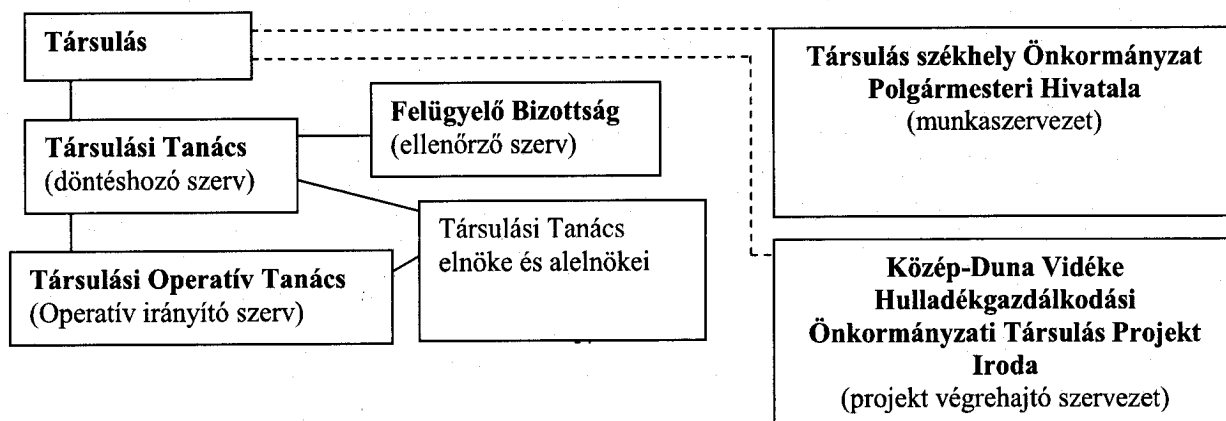 Társulás
Társulás székhely Önkormányzat
Polgármesteri Hivatala
(munkaszervezet)
Felügyelő Bizottság
(ellenőrző szerv)
Társulási Tanács
(döntéshozó szerv)
Társulási Tanács
elnöke és alelnökei
Társulási Operatív Tanács
(Operatív irányító szerv)
Közép-Duna Vidéke
Hulladékgazdálkodási
Önkormányzati Társulás Projekt
Iroda
(projekt végrehajtó szervezet)